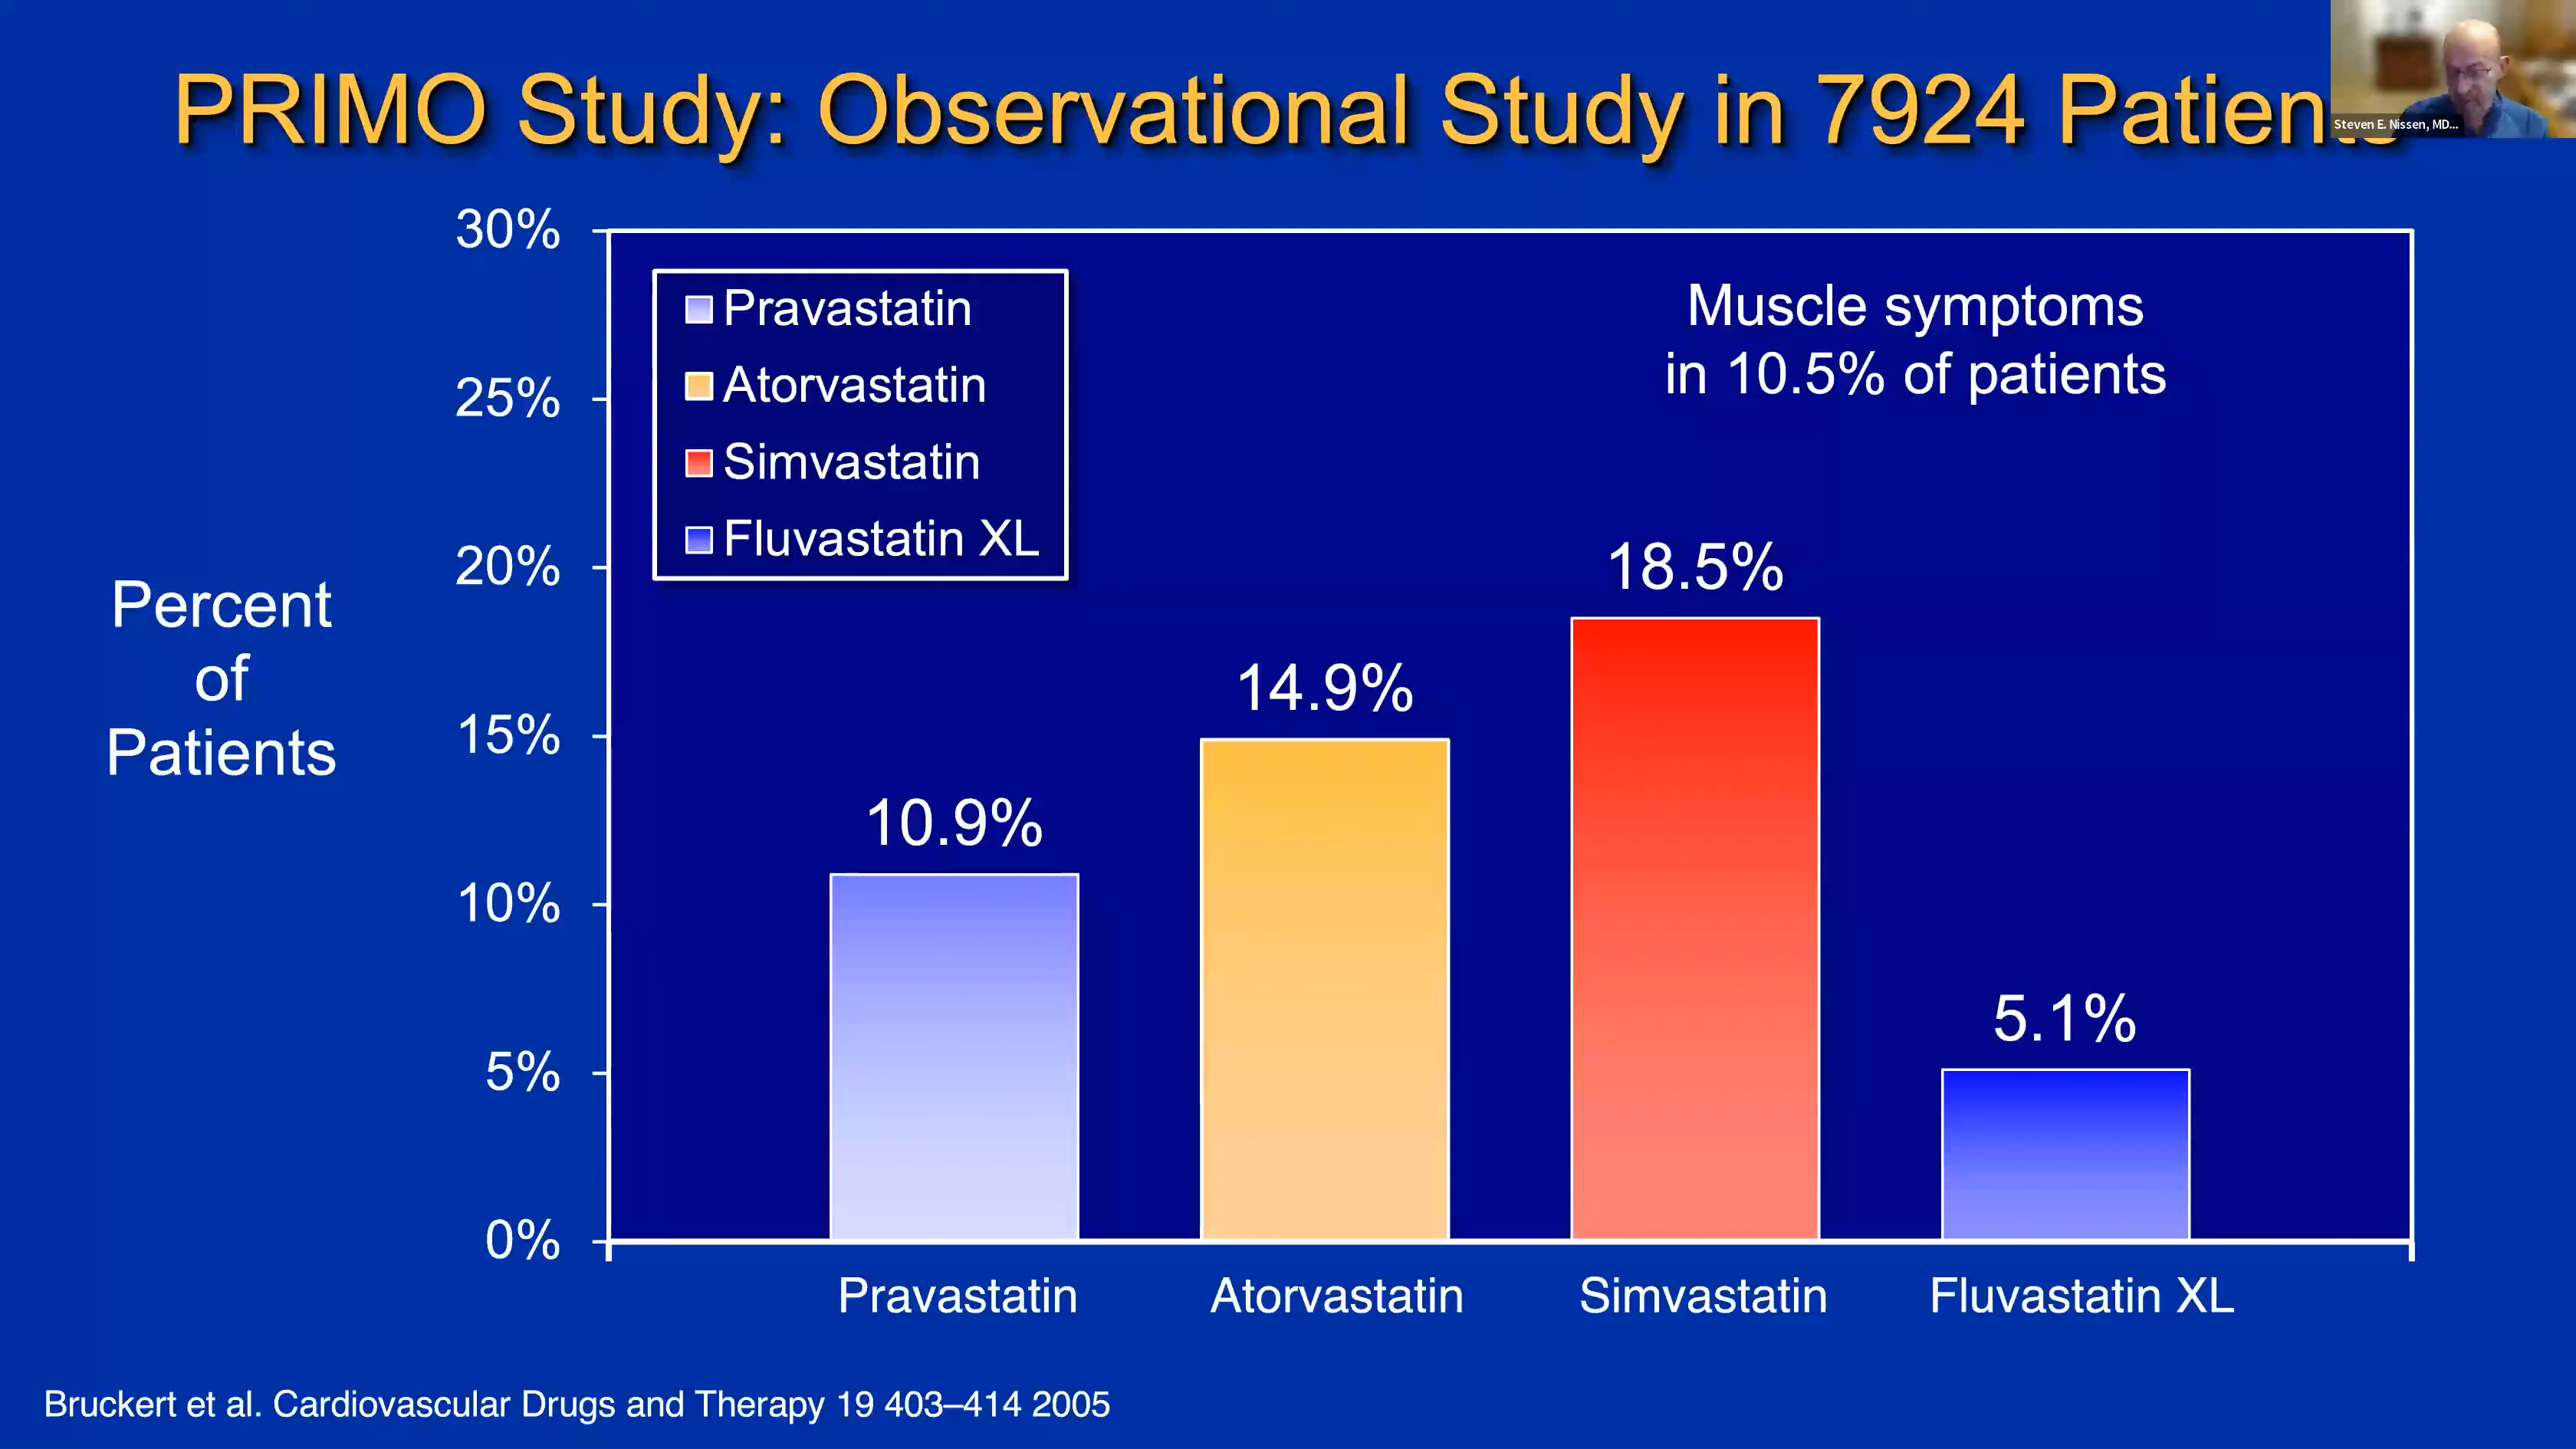 PRIMO Study: Observational Study in 7924 Patients
Steven E. Nissen, MD...
30%
25%
20%
15%
10%
5%
0%
Percent
of
Patients
Pravastatin
Atorvastatin
Simvastatin
Fluvastatin XL
Muscle symptoms
in 10.5% of patients
10.9%
14.9%
18.5%
5.1%
Pravastatin
Atorvastatin
Simvastatin
Fluvastatin XL
Bruckert et al. Cardiovascular Drugs and Therapy 19 403–414 2005